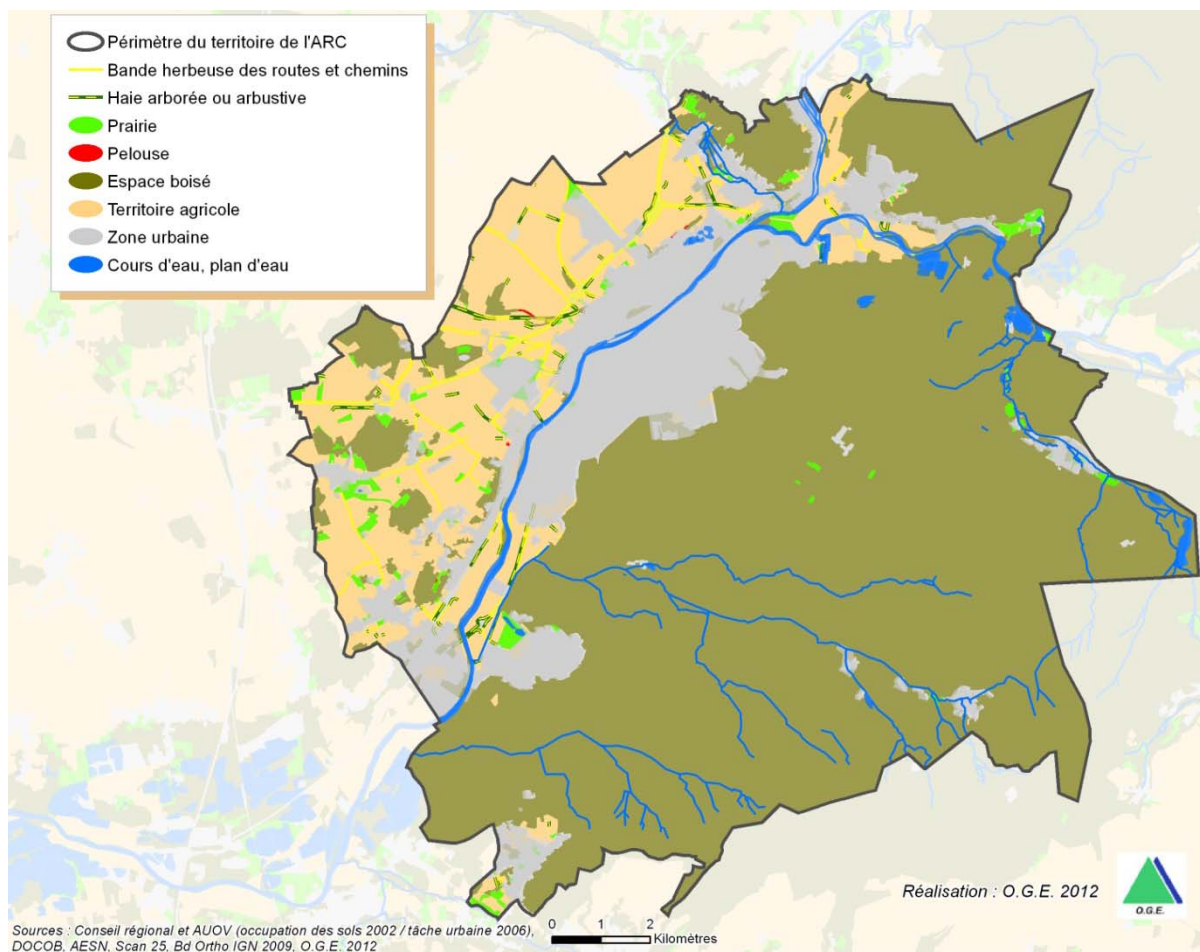 Périmètre du territoire de l'ARC
Bande herbeuse des routes et chemins
Haie arborée ou arbustive
Prairie
Pelouse
Espace boisé
Territoire agricole
Zone urbaine
Cours d'eau, plan d'eau
Réalisation : O.G.E. 2012
O.G.E.
Sources : Conseil régional et AUOV (occupation des sols 2002 / tâche urbaine 2006),
DOCOB, AESN, Scan 25, Bd Ortho IGN 2009, O.G.E. 2012
0 1 2
Kilomètres